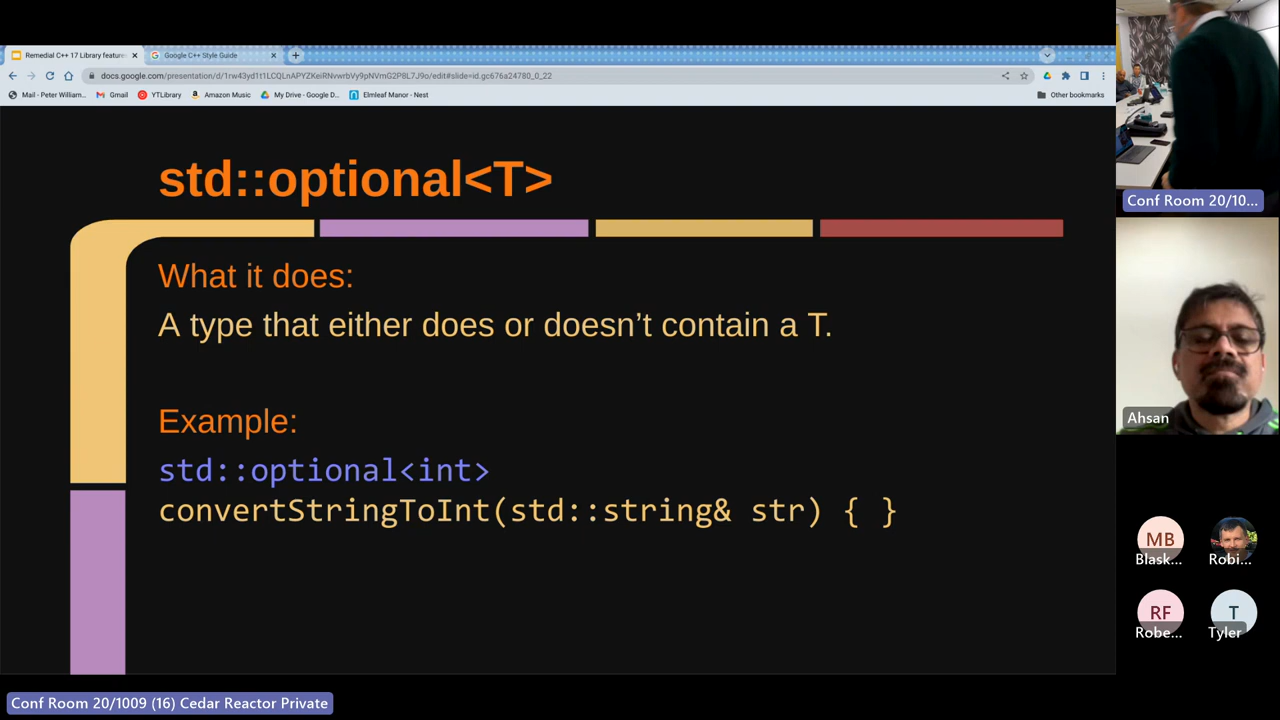 Remedial C++ 17 Library feature
Google C++ Style Guide
docs.google.com/presentation/d/1rw43yd1t1LCQLnAPYZKeiRNvwrbVy9pNVmG2P8L7J9o/edit#slide=id.gc676a24780_0_22
Mail - Peter William...
Gmail
YTLibrary
Amazon Music
My Drive - Google D...
Elmleaf Manor - Nest
Other bookmarks
std::optional<T>
What it does:
A type that either does or doesn’t contain a T.
Example:
std::optional<int>
convertStringToInt(std::string& str) { }
Conf Room 20/10...
Ahsan
MB
Blask...
Robi...
RF
Robe...
T
Tyler
Conf Room 20/1009 (16) Cedar Reactor Private